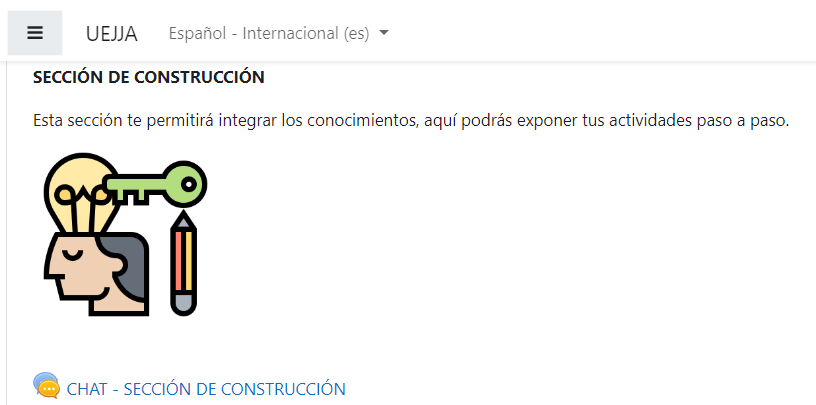 UEJJA Español - Internacional (es)
SECCIÓN DE CONSTRUCCIÓN
Esta sección te permitirá integrar los conocimientos, aquí podrás exponer tus actividades paso a paso.
CHAT - SECCIÓN DE CONSTRUCCIÓN